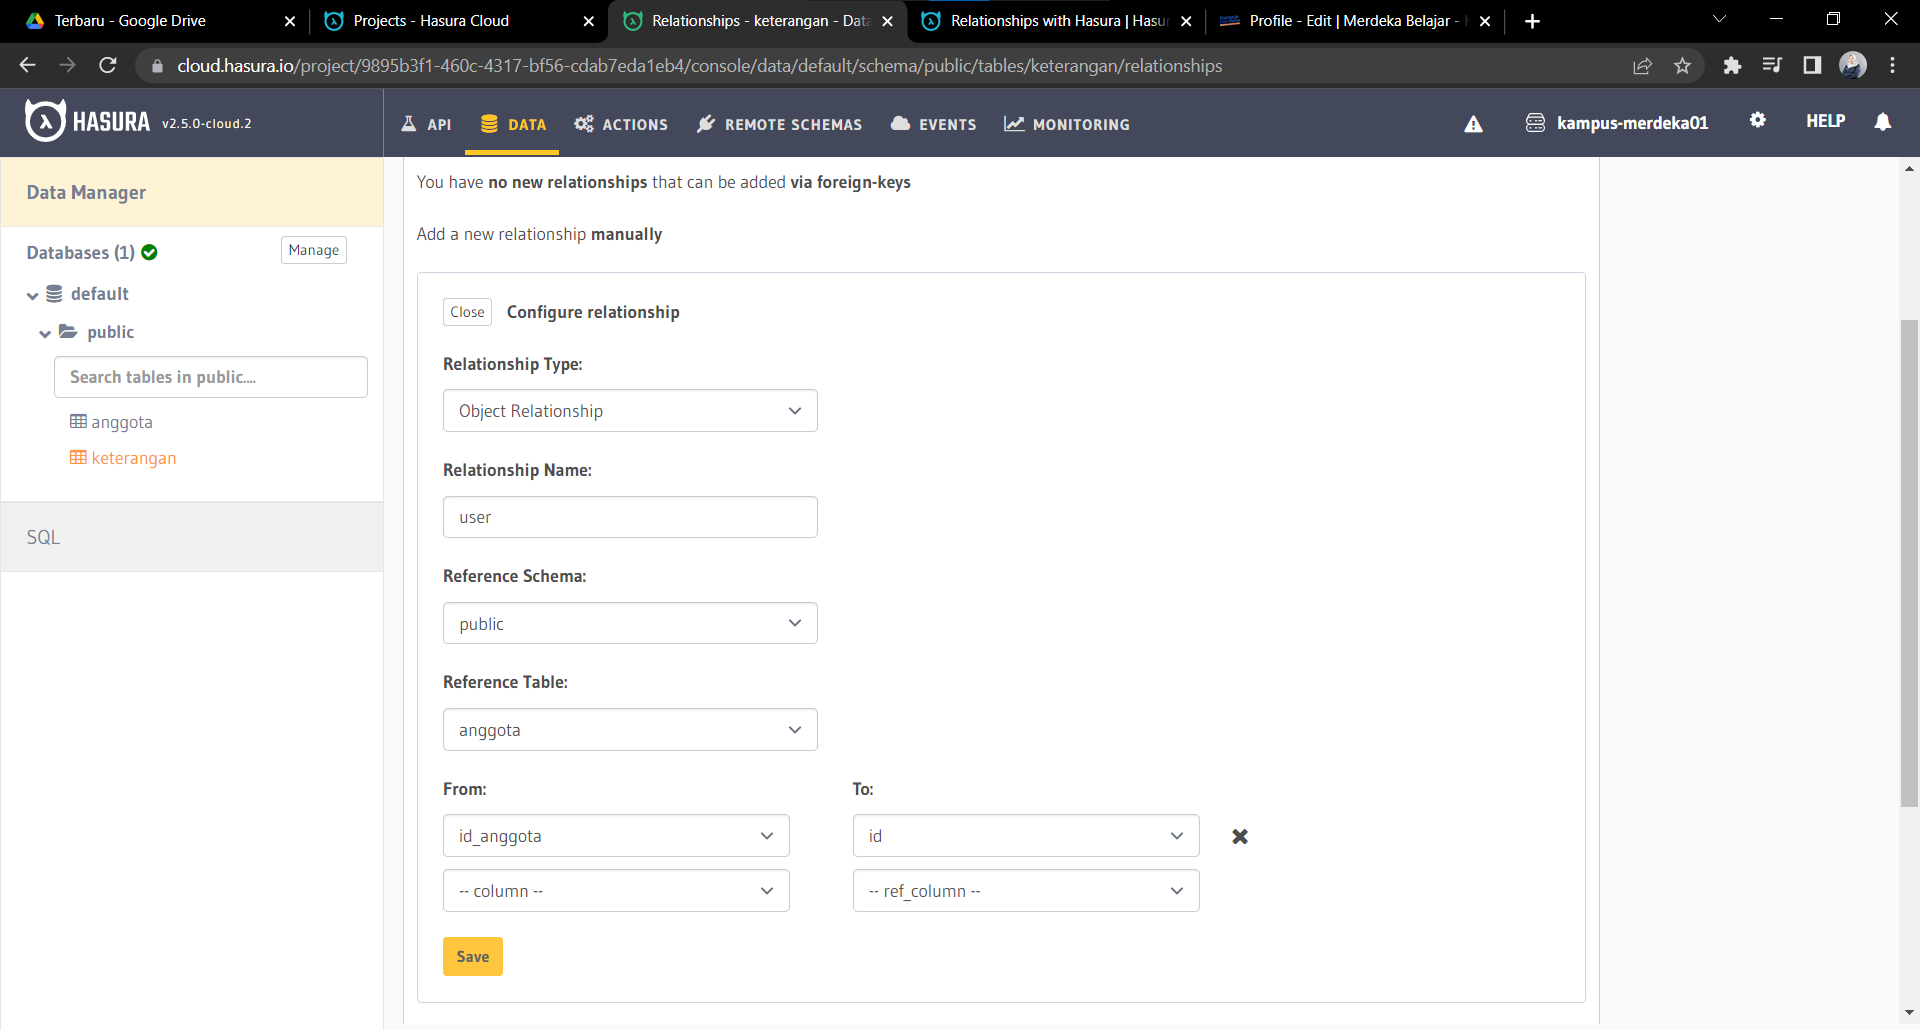 Terbaru - Google Drive
Projects - Hasura Cloud
Relationships - keterangan - Data
Relationships with Hasura | Hasu
Profile - Edit | Merdeka Belajar -
cloud.hasura.io/project/9895b3f1-460c-4317-bf56-cdab7eda1eb4/console/data/default/schema/public/tables/keterangan/relationships
HASURA v2.5.0-cloud.2
API
DATA
ACTIONS
REMOTE SCHEMAS
EVENTS
MONITORING
kampus-merdeka01
HELP
Data Manager
Databases (1)
Manage
default
public
Search tables in public....
anggota
keterangan
SQL
You have no new relationships that can be added via foreign-keys
Add a new relationship manually
Close Configure relationship
Relationship Type:
Object Relationship
Relationship Name:
user
Reference Schema:
public
Reference Table:
anggota
From: To:
id_anggota id
-- column -- -- ref_column --
Save